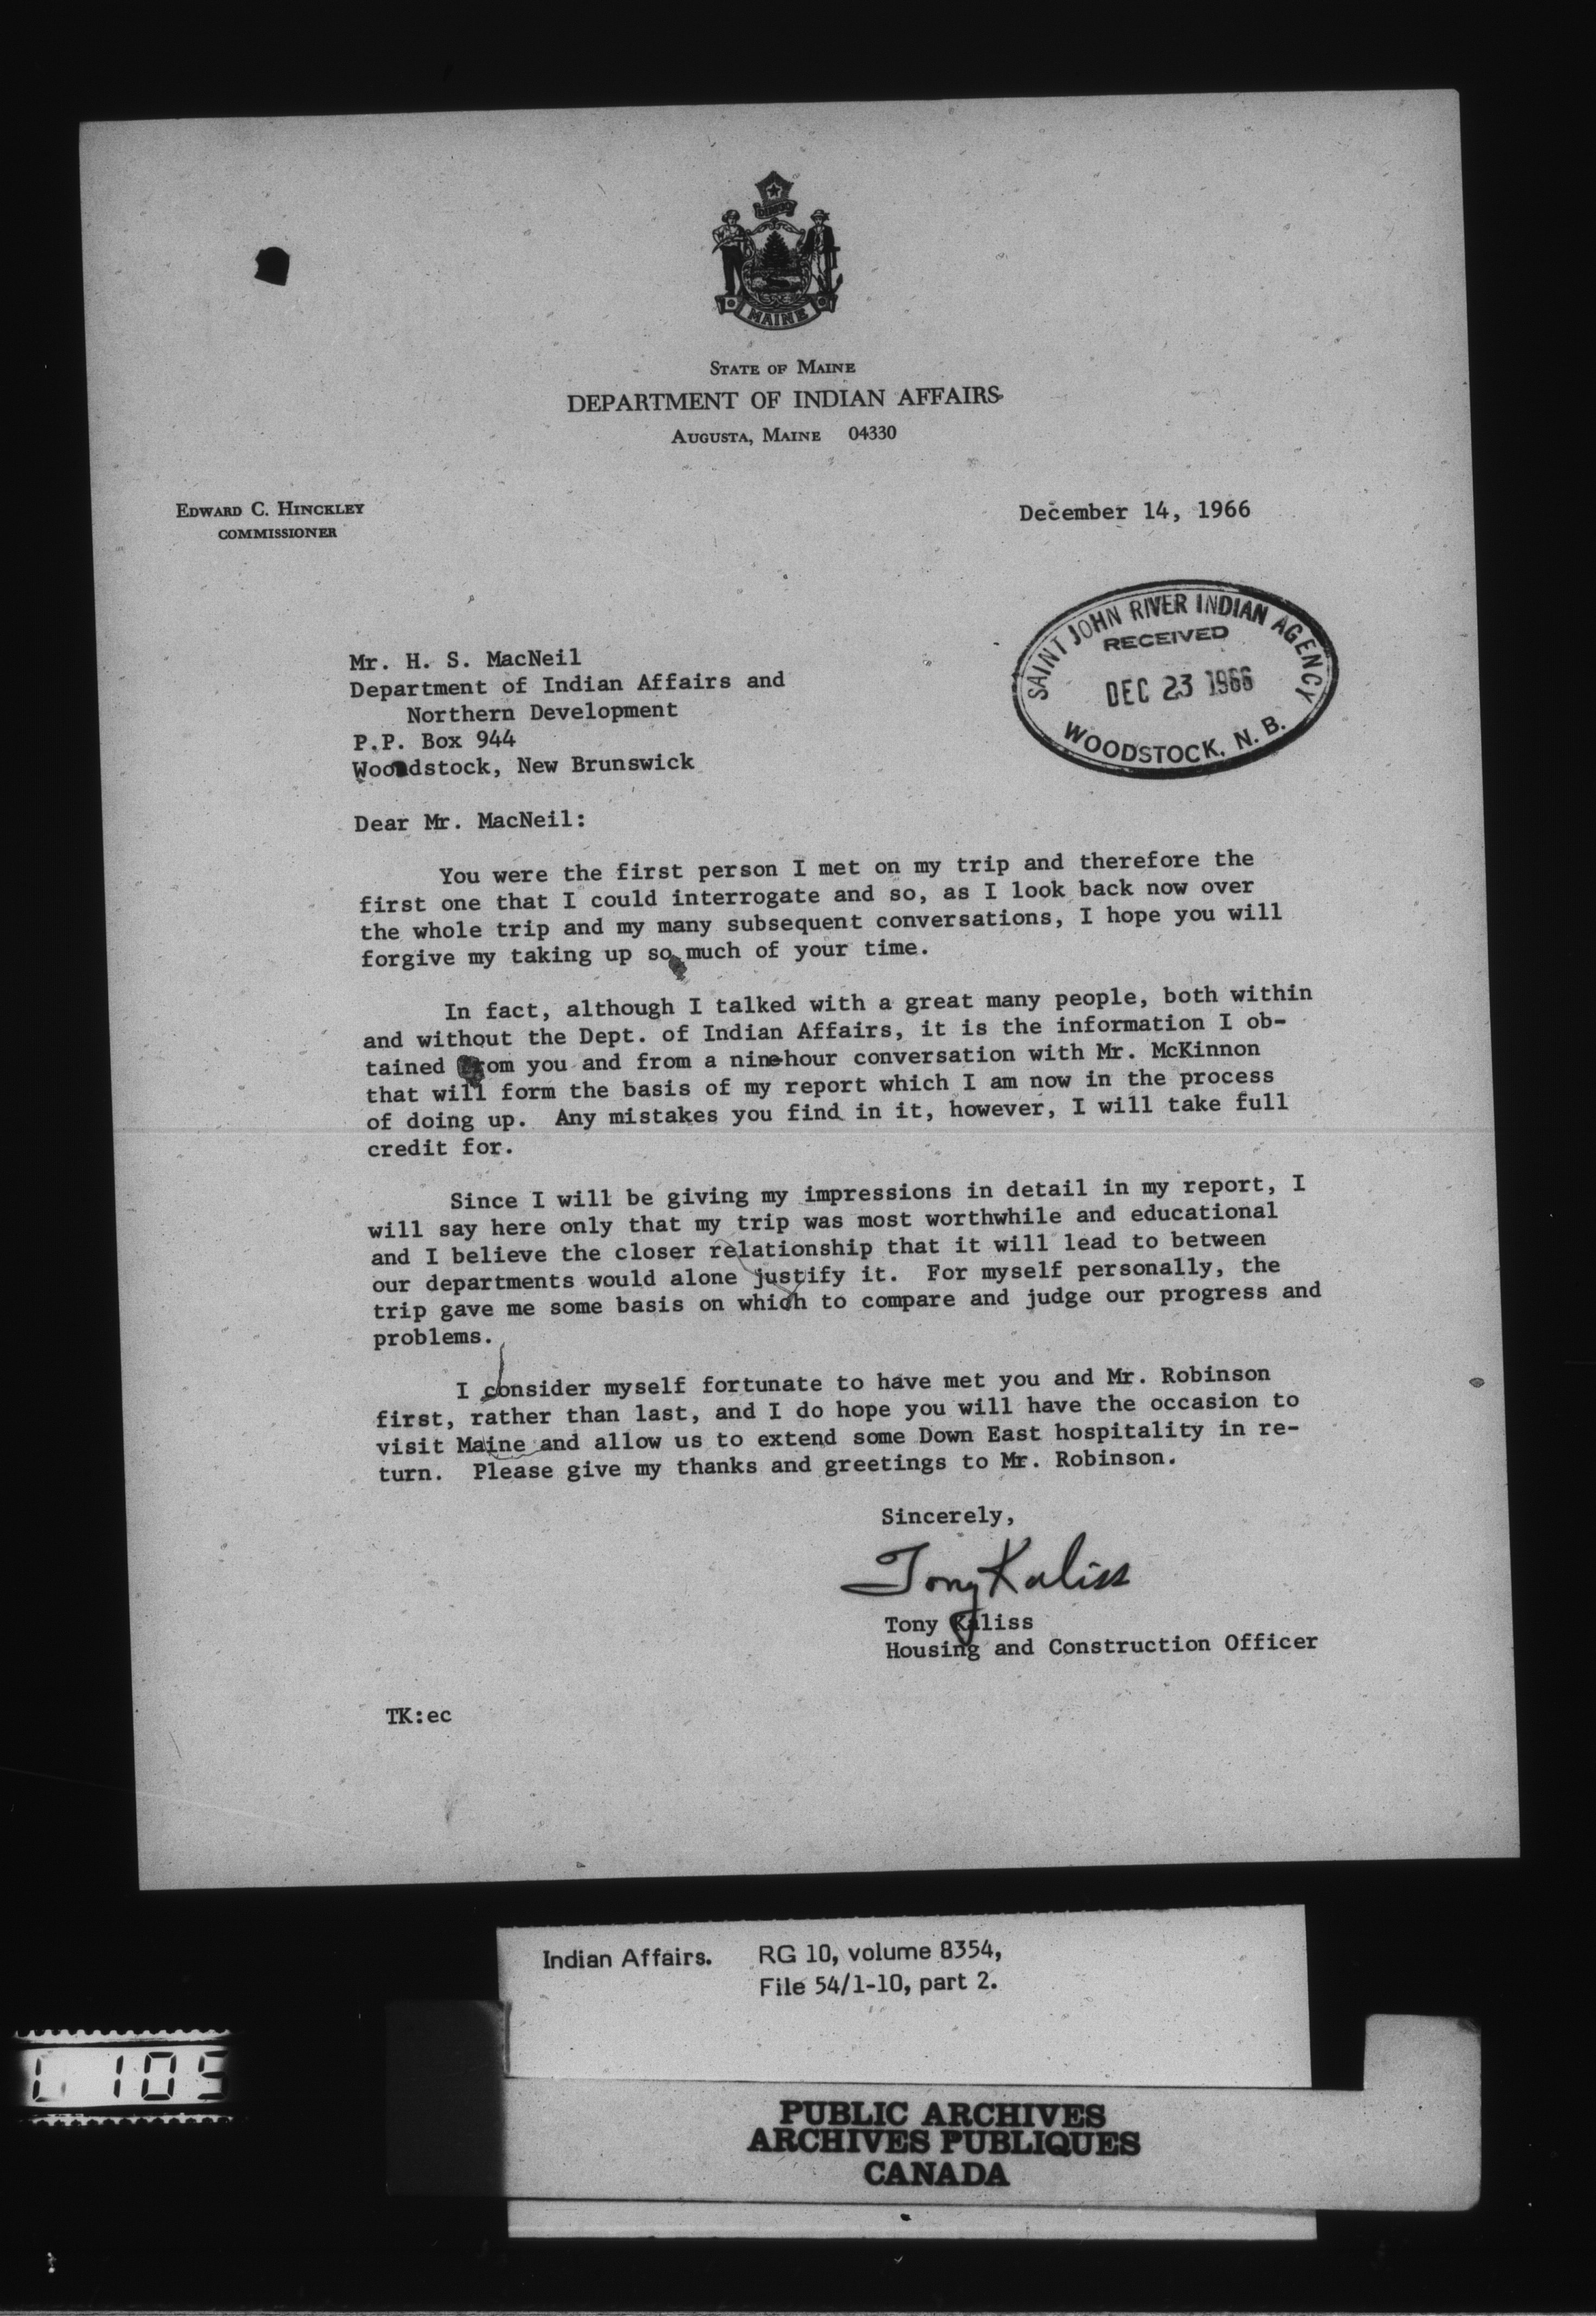 DIRIGO
MAINE
STATE OF MAINE
DEPARTMENT OF INDIAN AFFAIRS
AUGUSTA, MAINE 04330
EDWARD C. HINCKLEY
COMMISSIONER
December 14, 1966
SAINT JOHN RIVER INDIAN AGENCY
RECEIVED
DEC 23 1966
WOODSTOCK, N. B.
Mr. H. S. MacNeil
Department of Indian Affairs and
Northern Development
P.P. Box 944
Woodstock, New Brunswick
Dear Mr. MacNeil:
You were the first person I met on my trip and therefore the
first one that I could interrogate and so, as I look back now over
the whole trip and my many subsequent conversations, I hope you will
forgive my taking up so much of your time.
In fact, although I talked with a great many people, both within
and without the Dept. of Indian Affairs, it is the information I ob-
tained from you and from a nine-hour conversation with Mr. McKinnon
that will form the basis of my report which I am now in the process
of doing up. Any mistakes you find in it, however, I will take full
credit for.
Since I will be giving my impressions in detail in my report, I
will say here only that my trip was most worthwhile and educational
and I believe the closer relationship that it will lead to between
our departments would alone justify it. For myself personally, the
trip gave me some basis on which to compare and judge our progress and
problems.
I consider myself fortunate to have met you and Mr. Robinson
first, rather than last, and I do hope you will have the occasion to
visit Maine and allow us to extend some Down East hospitality in re-
turn. Please give my thanks and greetings to Mr. Robinson.
Sincerely,
Tony Kaliss
Tony Kaliss
Housing and Construction Officer
TK:ec
Indian Affairs. RG 10, volume 8354,
File 54/1-10, part 2.
109
PUBLIC ARCHIVES
ARCHIVES PUBLIQUES
CANADA